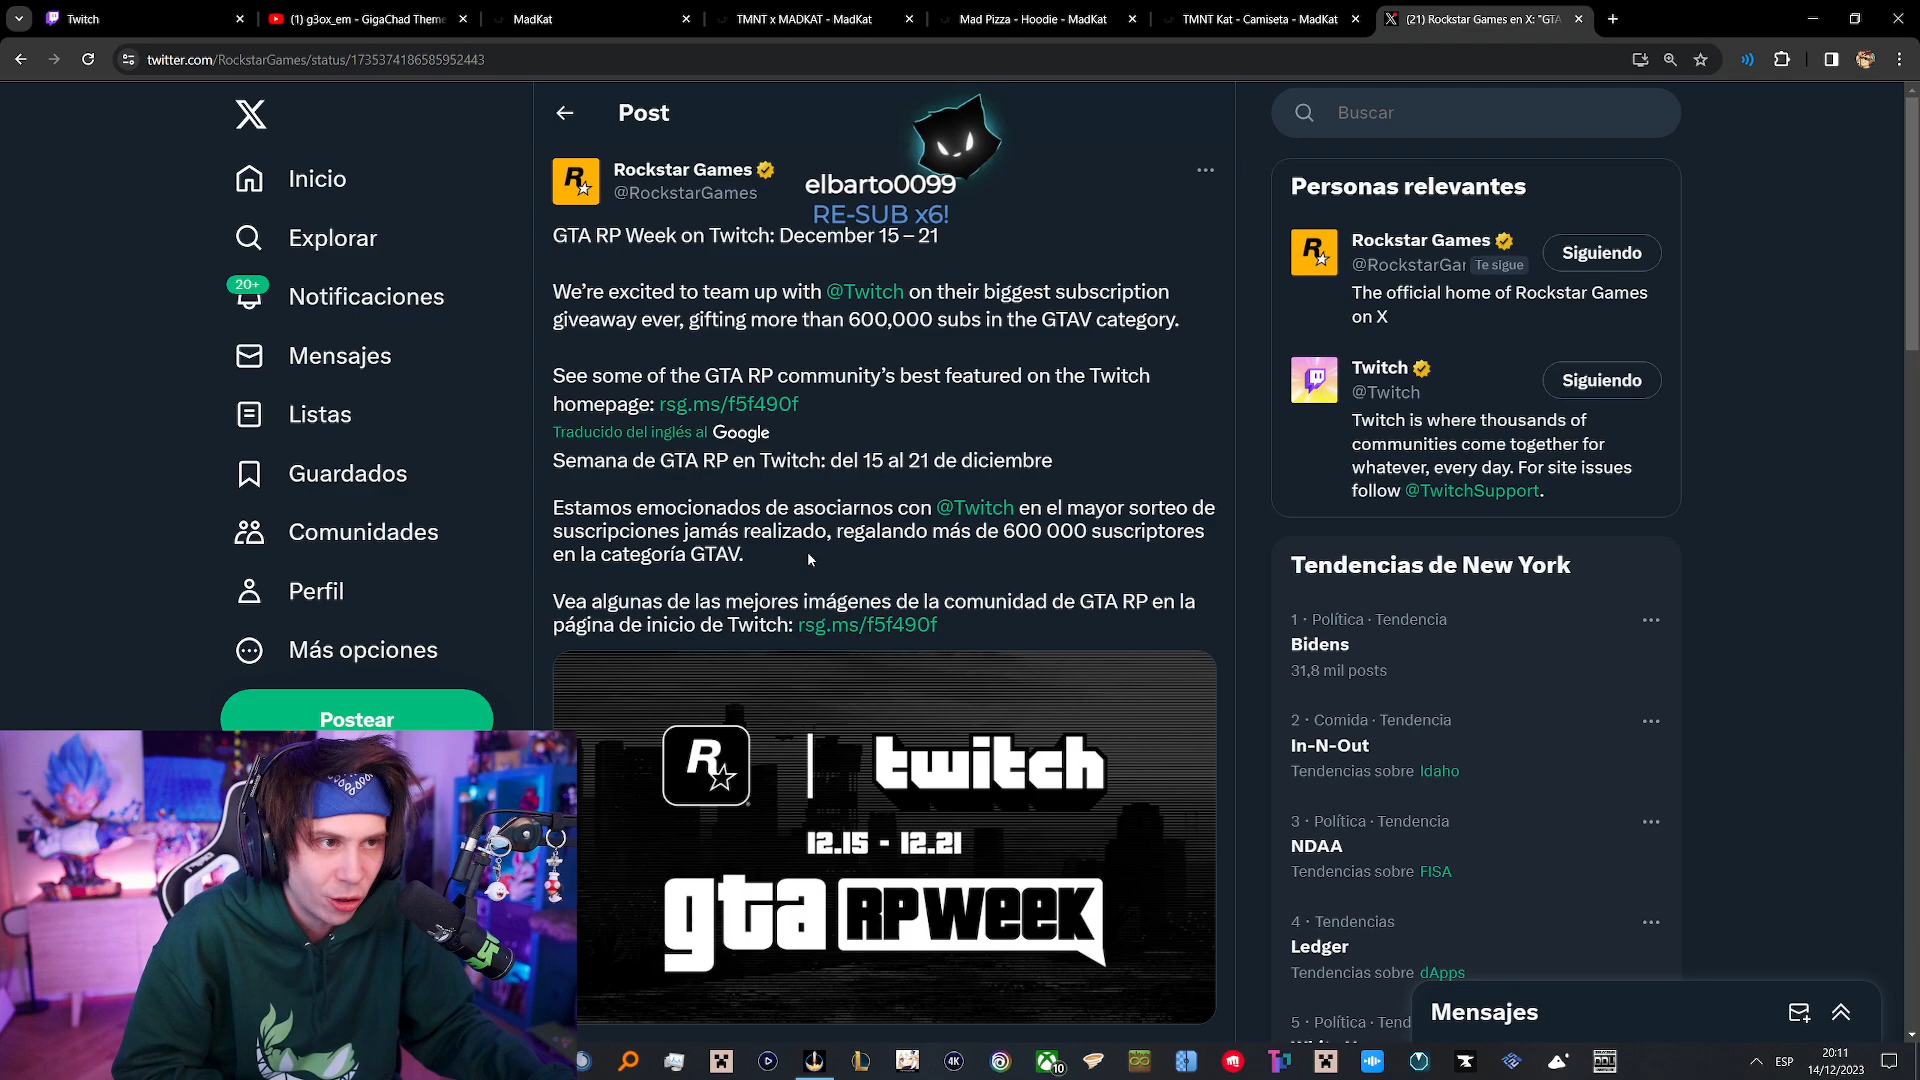 Twitch
(1) g3ox_em - GigaChad Theme
MadKat
TMNT x MADKAT - MadKat
Mad Pizza - Hoodie - MadKat
TMNT Kat - Camiseta - MadKat
(21) Rockstar Games en X: "GTA
twitter.com/RockstarGames/status/1735374186585952443
Inicio
Explorar
20+
Notificaciones
Mensajes
Listas
Guardados
Comunidades
Perfil
Más opciones
Postear
Post
Rockstar Games
@RockstarGames
elbarto0099
RE-SUB x6!
GTA RP Week on Twitch: December 15 – 21
We're excited to team up with @Twitch on their biggest subscription
giveaway ever, gifting more than 600,000 subs in the GTAV category.
See some of the GTA RP community's best featured on the Twitch
homepage: rsg.ms/f5f490f
Traducido del inglés al Google
Semana de GTA RP en Twitch: del 15 al 21 de diciembre
Estamos emocionados de asociarnos con @Twitch en el mayor sorteo de
suscripciones jamás realizado, regalando más de 600 000 suscriptores
en la categoría GTAV.
Vea algunas de las mejores imágenes de la comunidad de GTA RP en la
página de inicio de Twitch: rsg.ms/f5f490f
R
twitch
12.15 - 12.21
gta RP WEEK
Buscar
Personas relevantes
Rockstar Games
Siguiendo
@RockstarGar Te sigue
The official home of Rockstar Games
on X
Twitch
Siguiendo
@Twitch
Twitch is where thousands of
communities come together for
whatever, every day. For site issues
follow @TwitchSupport.
Tendencias de New York
1 · Política · Tendencia
Bidens
31,8 mil posts
2 · Comida · Tendencia
In-N-Out
Tendencias sobre Idaho
3 · Política · Tendencia
NDAA
Tendencias sobre FISA
4 · Tendencias
Ledger
Tendencias sobre dApps
5 · Política · Tend
Mensajes
4K
10
ESP
20:11
14/12/2023